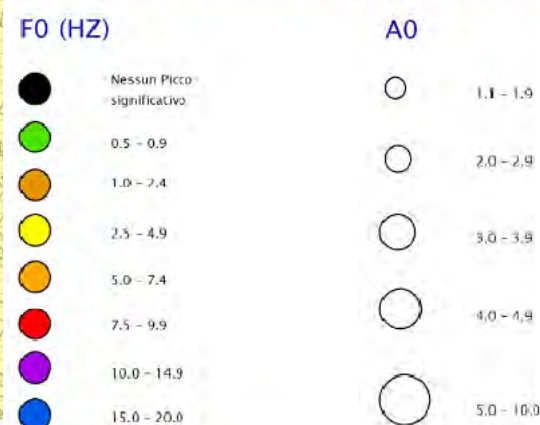 F0 (HZ)
Nessun Picco
significativo
0.5 - 0.9
1.0 - 2.4
2.5 - 4.9
5.0 - 7.4
7.5 - 9.9
10.0 - 14.9
15.0 - 20.0
A0
1.1 - 1.9
2.0 - 2.9
3.0 - 3.9
4.0 - 4.9
5.0 - 10.0